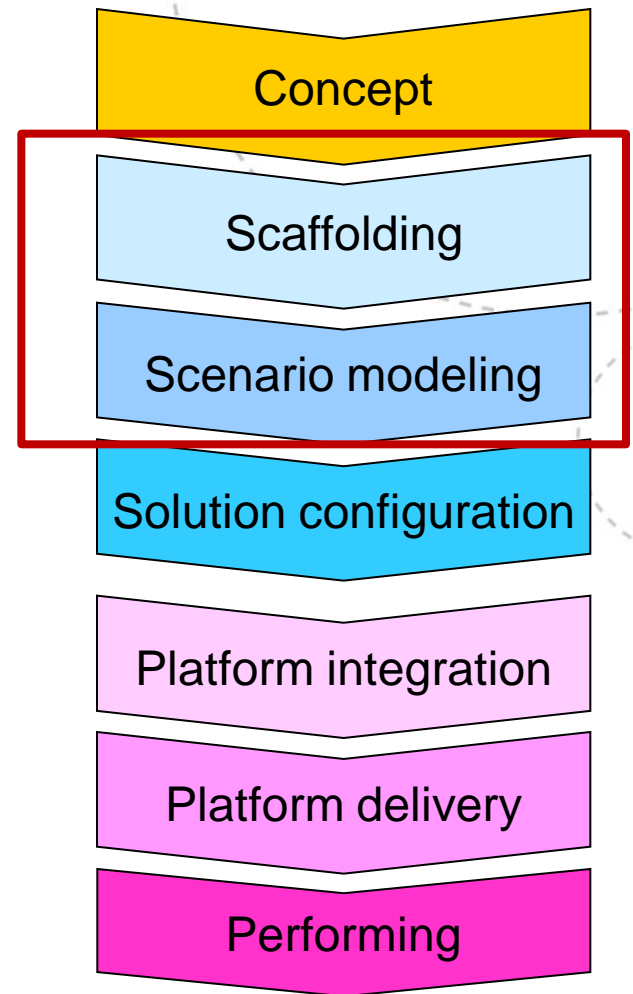 Concept
Scaffolding
Scenario modeling
Solution configuration
Platform integration
Platform delivery
Performing